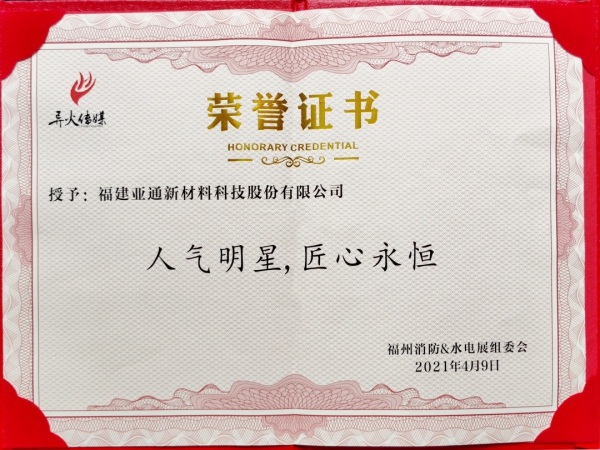 异火传媒
荣誉证书
HONORARY CREDENTIAL
授予：福建亚通新材料科技股份有限公司
人气明星,匠心永恒
福州消防&水电展组委会
2021年4月9日